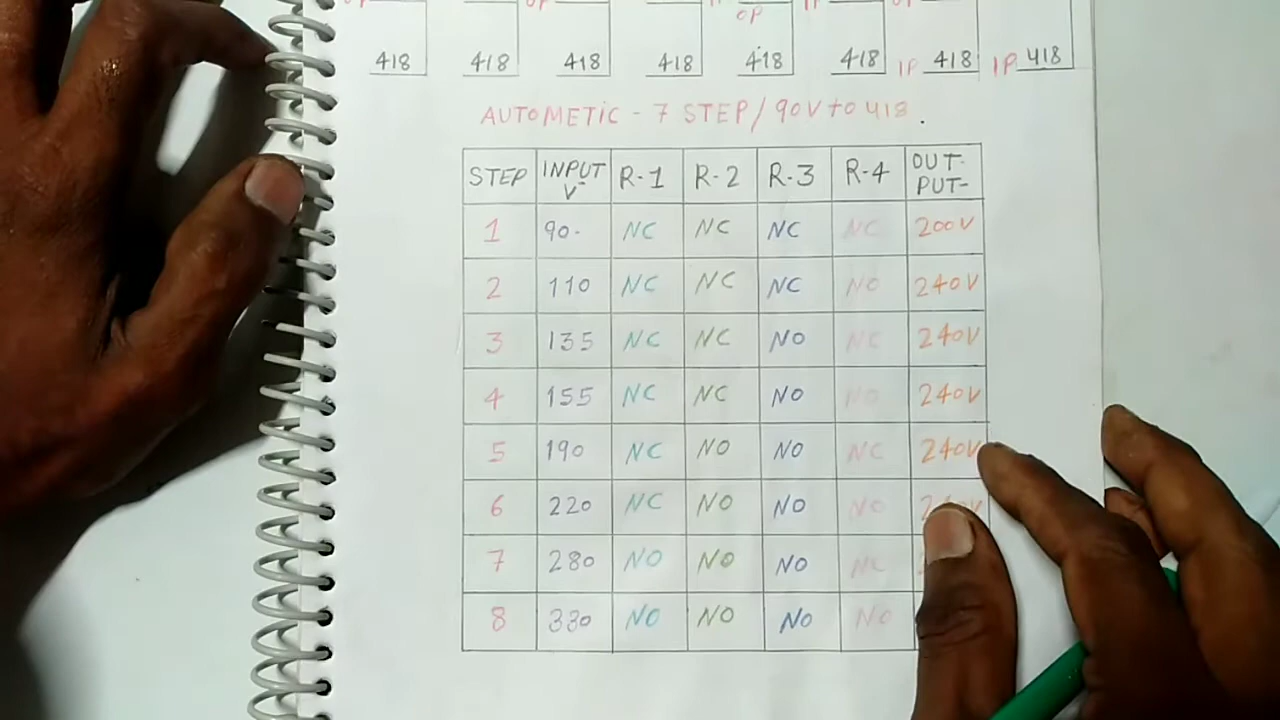 OP
418 418 418 418 418 418 IP 418 IP 418
AUTOMETIC - 7 STEP / 90V to 418.
STEP INPUT V R-1 R-2 R-3 R-4 OUT-PUT-
1 90. NC NC NC NC 200V
2 110 NC NC NC NO 240V
3 135 NC NC NO NC 240V
4 155 NC NC NO NO 240V
5 190 NC NO NO NC 240V
6 220 NC NO NO NO
7 280 NO NO NO NC
8 330 NO NO NO NO